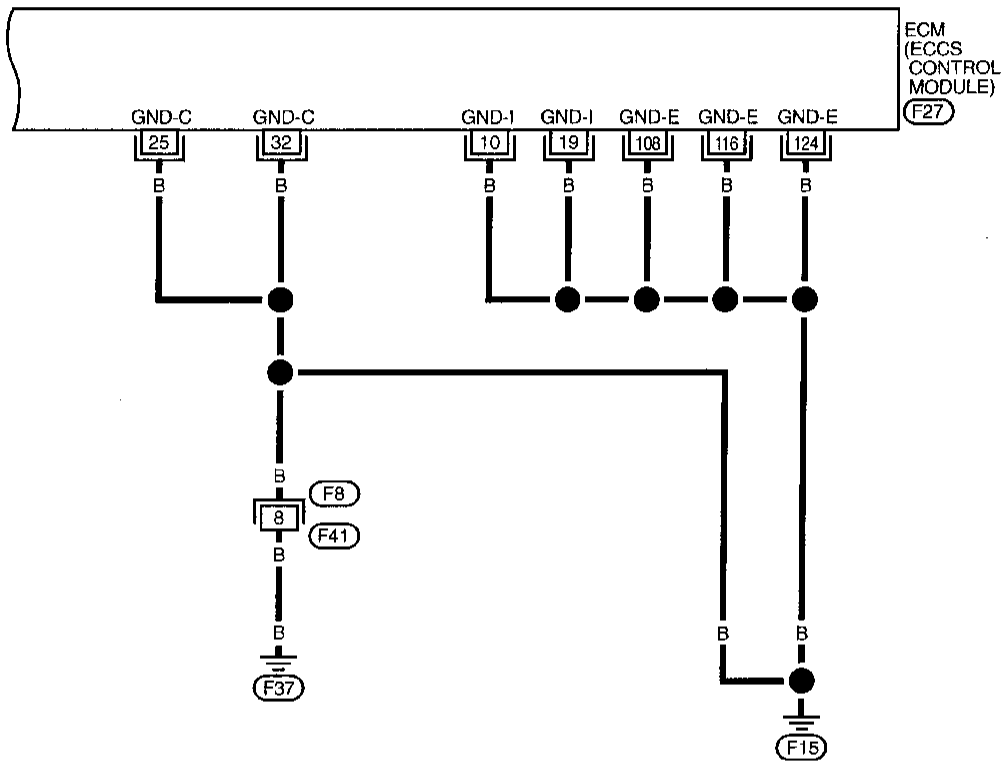 ECM
(ECCS
CONTROL
MODULE)
F27
GND-C GND-C GND-1 GND-I GND-E GND-E GND-E
25 32 10 19 108 116 124
B B B B B B B
B
F8
8
F41
B
B
B B
F37
F15